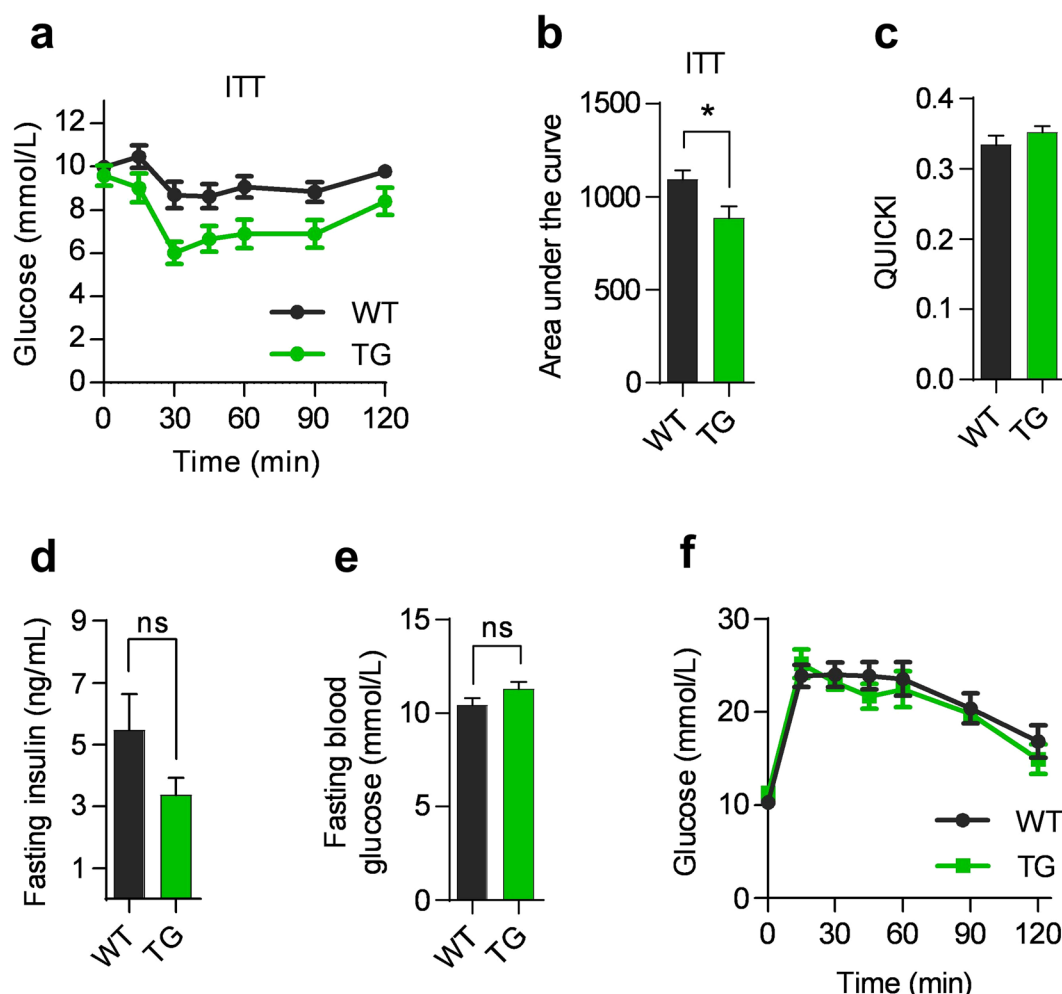 a
ITT
Glucose (mmol/L)
12
10
8
6
4
2
0
WT
TG
0 30 60 90 120
Time (min)
b
ITT
*
Area under the curve
1500
1000
500
0
WT TG
c
QUICKI
0.4
0.3
0.2
0.1
0.0
WT TG
d
ns
Fasting insulin (ng/mL)
9
7
5
3
1
WT TG
e
ns
Fasting blood
glucose (mmol/L)
15
10
5
0
WT TG
f
Glucose (mmol/L)
30
20
10
0
WT
TG
0 30 60 90 120
Time (min)